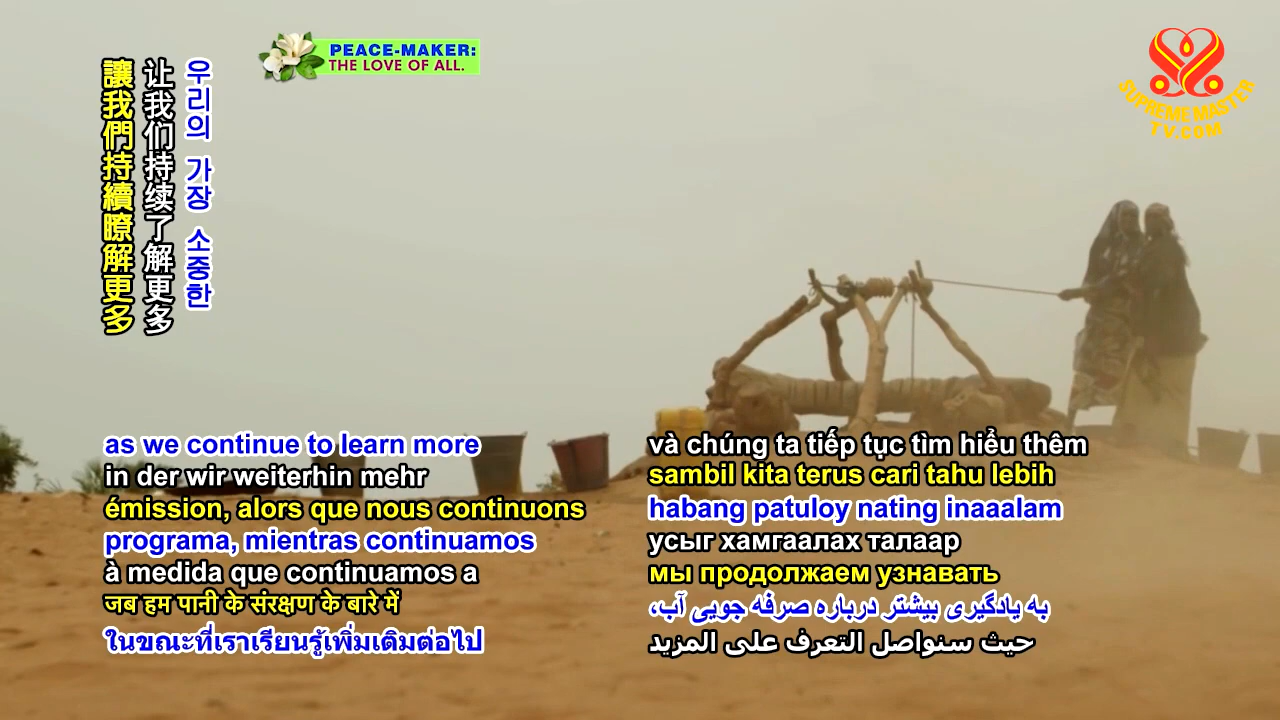 PEACE-MAKER:
THE LOVE OF ALL.
SUPREME MASTER
TV.COM
讓我們持續瞭解更多
让我们持续了解更多
우리의 가장 소중한
as we continue to learn more
in der wir weiterhin mehr
émission, alors que nous continuons
programa, mientras continuamos
à medida que continuamos a
जब हम पानी के संरक्षण के बारे में
ในขณะที่เราเรียนรู้เพิ่มเติมต่อไป
và chúng ta tiếp tục tìm hiểu thêm
sambil kita terus cari tahu lebih
habang patuloy nating inaaalam
усыг хамгаалах талаар
мы продолжаем узнавать
به یادگیری بیشتر درباره صرفه جویی آب،
حيث سنواصل التعرف على المزيد